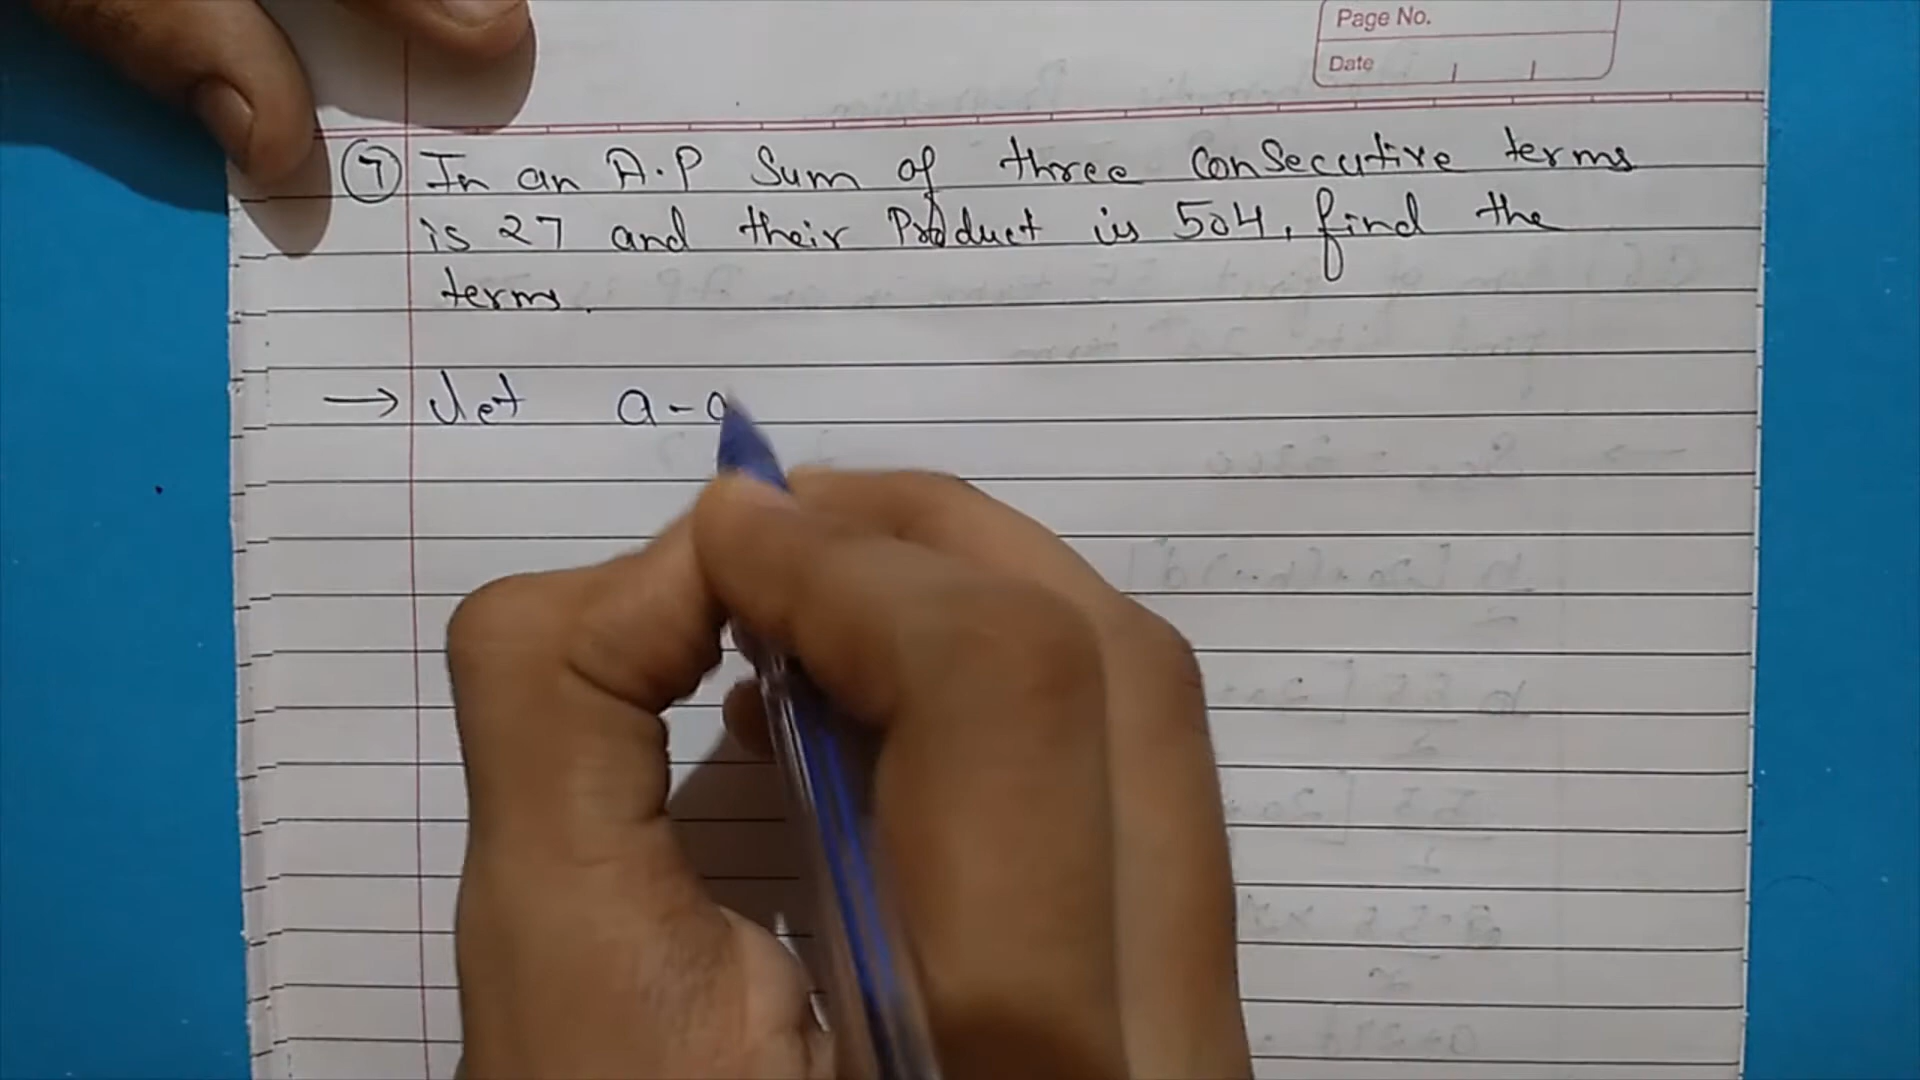 Page No.
Date
7 In an A.P Sum of three Consecutive terms
is 27 and their Product is 504, find the
terms.
→ Let a-